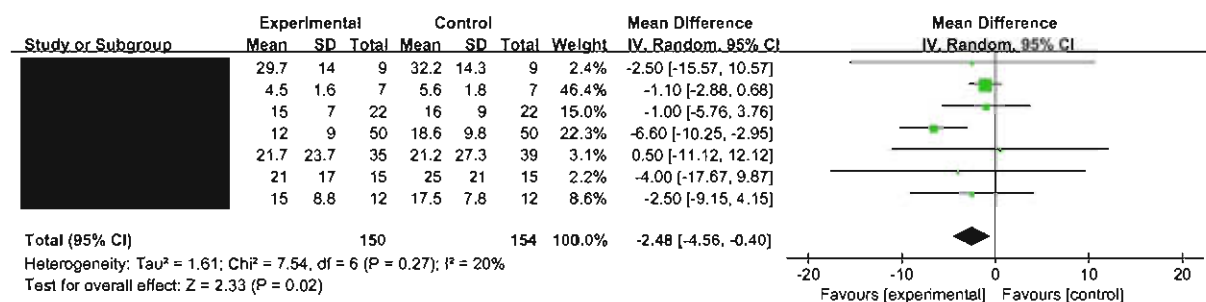 Experimental Control Mean Difference Mean Difference
Study or Subgroup Mean SD Total Mean SD Total Weight IV, Random, 95% CI IV, Random, 95% CI
29.7 14 9 32.2 14.3 9 2.4% -2.50 [-15.57, 10.57]
4.5 1.6 7 5.6 1.8 7 46.4% -1.10 [-2.88, 0.68]
15 7 22 16 9 22 15.0% -1.00 [-5.76, 3.76]
12 9 50 18.6 9.8 50 22.3% -6.60 [-10.25, -2.95]
21.7 23.7 35 21.2 27.3 39 3.1% 0.50 [-11.12, 12.12]
21 17 15 25 21 15 2.2% -4.00 [-17.67, 9.87]
15 8.8 12 17.5 7.8 12 8.6% -2.50 [-9.15, 4.15]
Total (95% CI) 150 154 100.0% -2.48 [-4.56, -0.40]
Heterogeneity: Tau² = 1.61; Chi² = 7.54, df = 6 (P = 0.27); I² = 20%
Test for overall effect: Z = 2.33 (P = 0.02)
-20 -10 0 10 20
Favours [experimental] Favours [control]